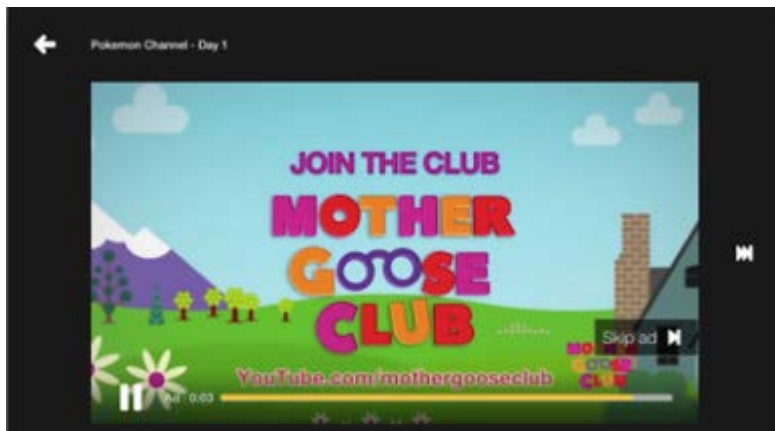 Pokemon Channel - Day 1
JOIN THE CLUB
MOTHER
GOOSE
CLUB
Skip ad
MOTHER
GOOSE
CLUB
YouTube.com/mothergooseclub
Ad : 0:03